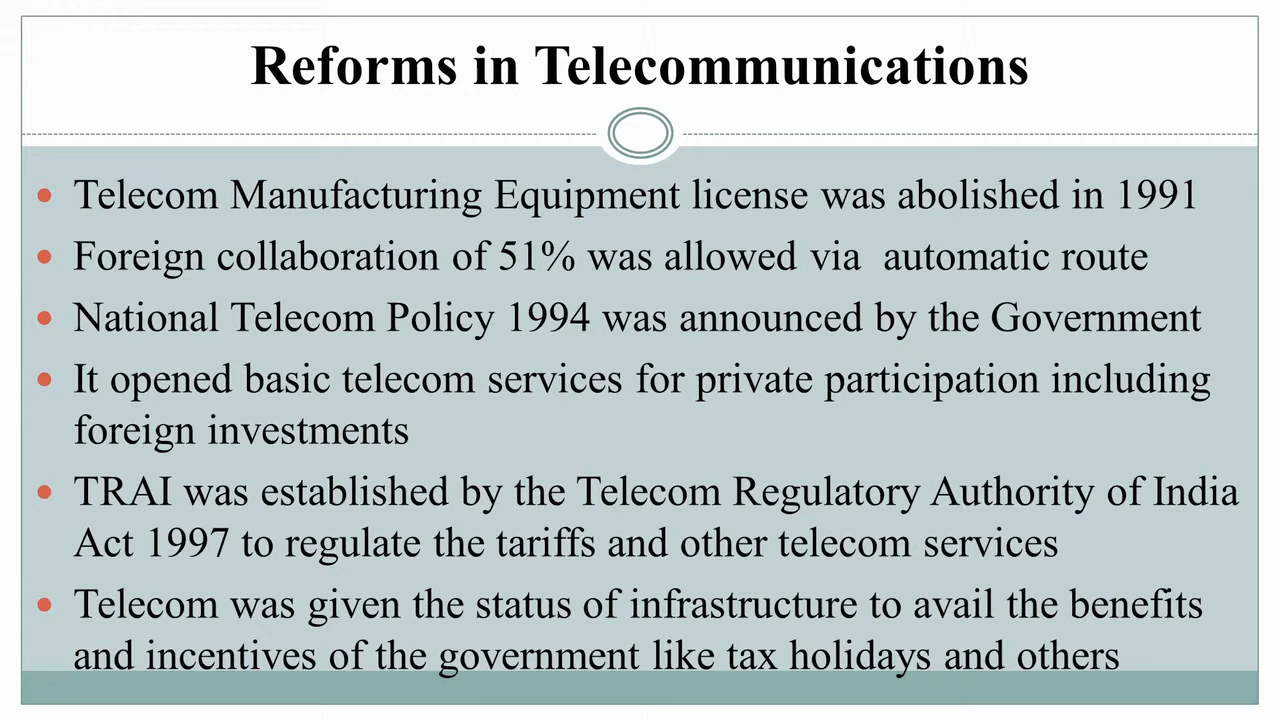 Reforms in Telecommunications
• Telecom Manufacturing Equipment license was abolished in 1991
• Foreign collaboration of 51% was allowed via  automatic route
• National Telecom Policy 1994 was announced by the Government
• It opened basic telecom services for private participation including
foreign investments
• TRAI was established by the Telecom Regulatory Authority of India
Act 1997 to regulate the tariffs and other telecom services
• Telecom was given the status of infrastructure to avail the benefits
and incentives of the government like tax holidays and others